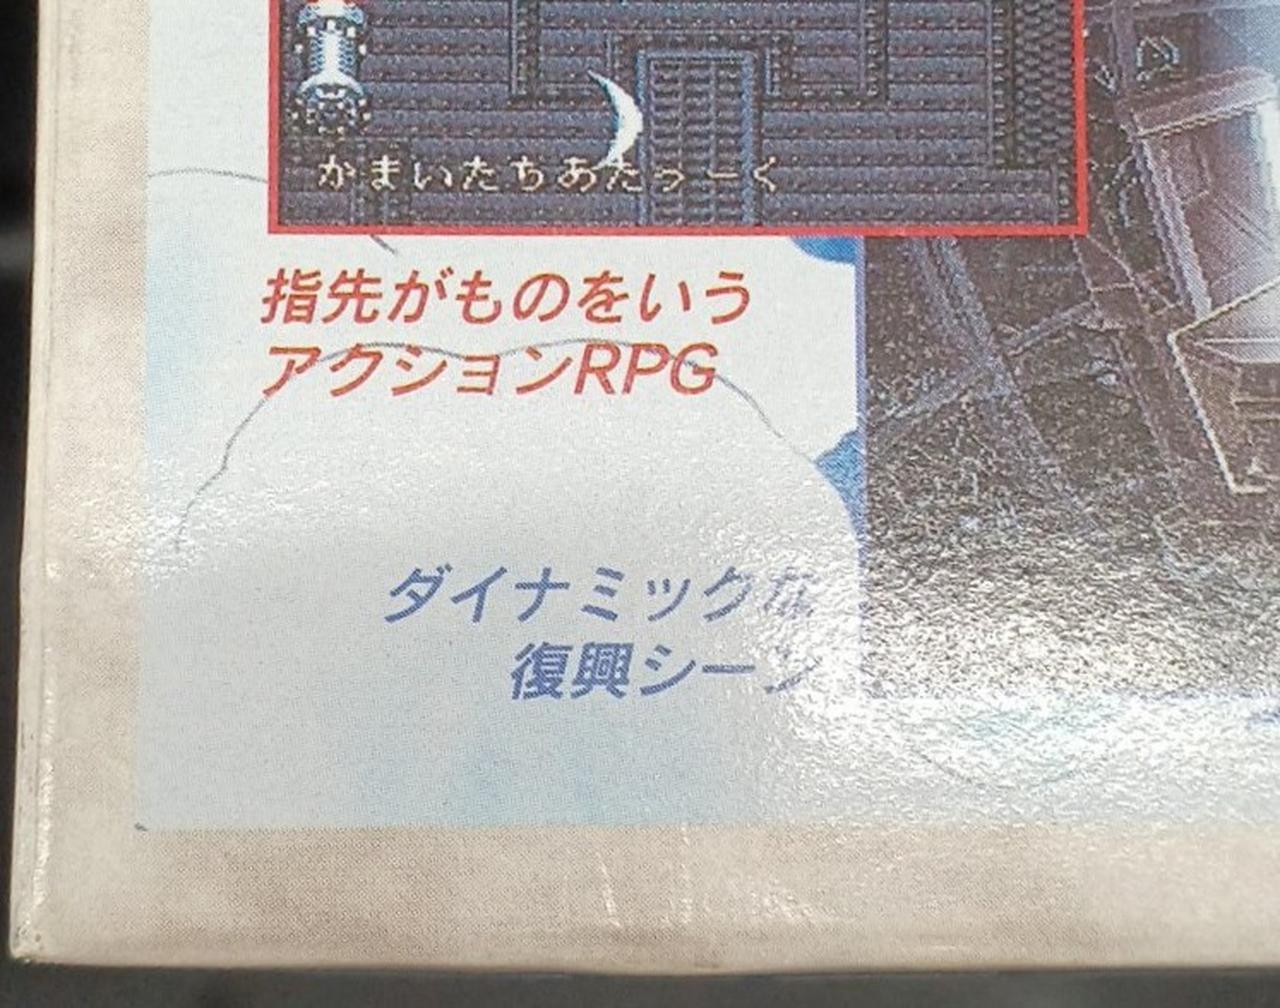 かまいたちあたっーく
指先がものをいう
アクションRPG
ダイナミックな
復興シーン